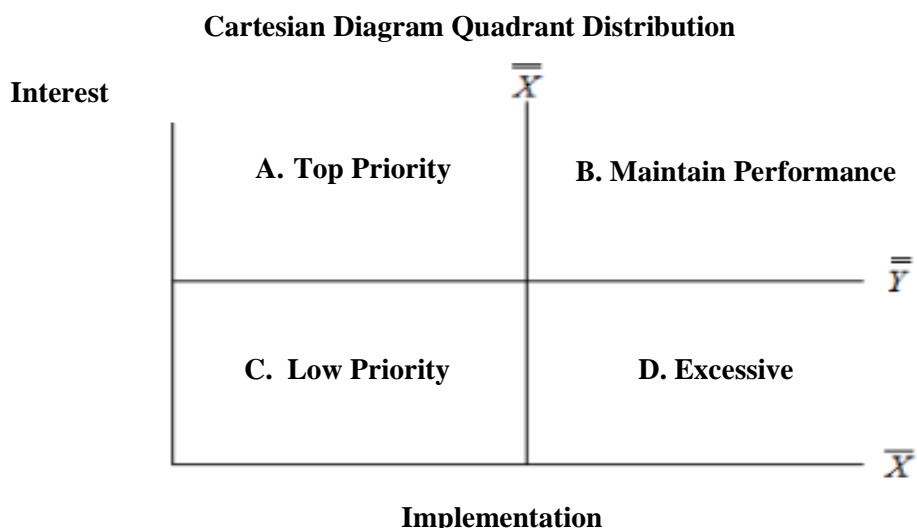 Cartesian Diagram Quadrant Distribution
Interest
X̿
A. Top Priority
B. Maintain Performance
Y̿
C. Low Priority
D. Excessive
X̅
Implementation